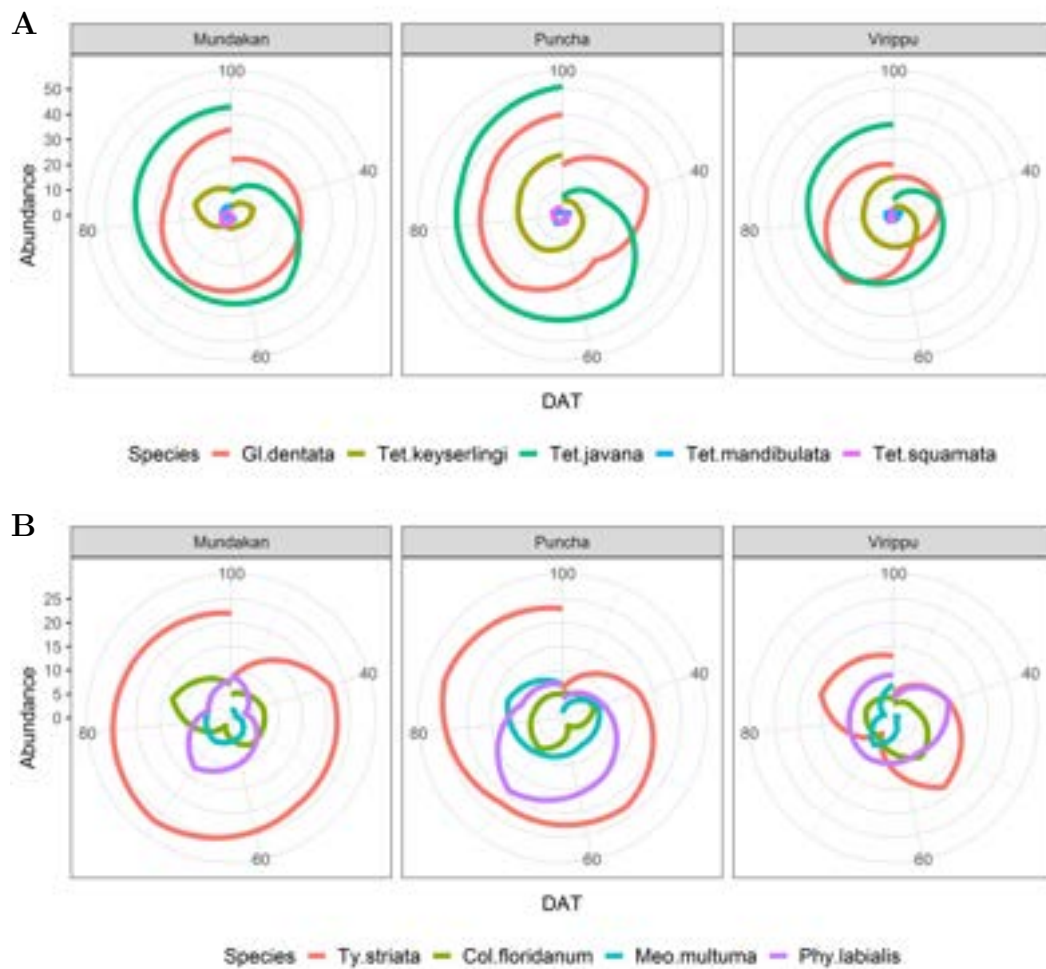 A
Mundakan Puncha Virippu
100 100 100
50
40 40 40 40
30
20
10
0
80 80 80
60 60 60
Abundance
DAT
Species Gl.dentata Tet.keyserlingi Tet.javana Tet.mandibulata Tet.squamata
B
Mundakan Puncha Virippu
100 100 100
25
20
15 40 40 40
10
5
0
80 80 80
60 60 60
Abundance
DAT
Species Ty.striata Col.floridanum Meo.multuma Phy.labialis